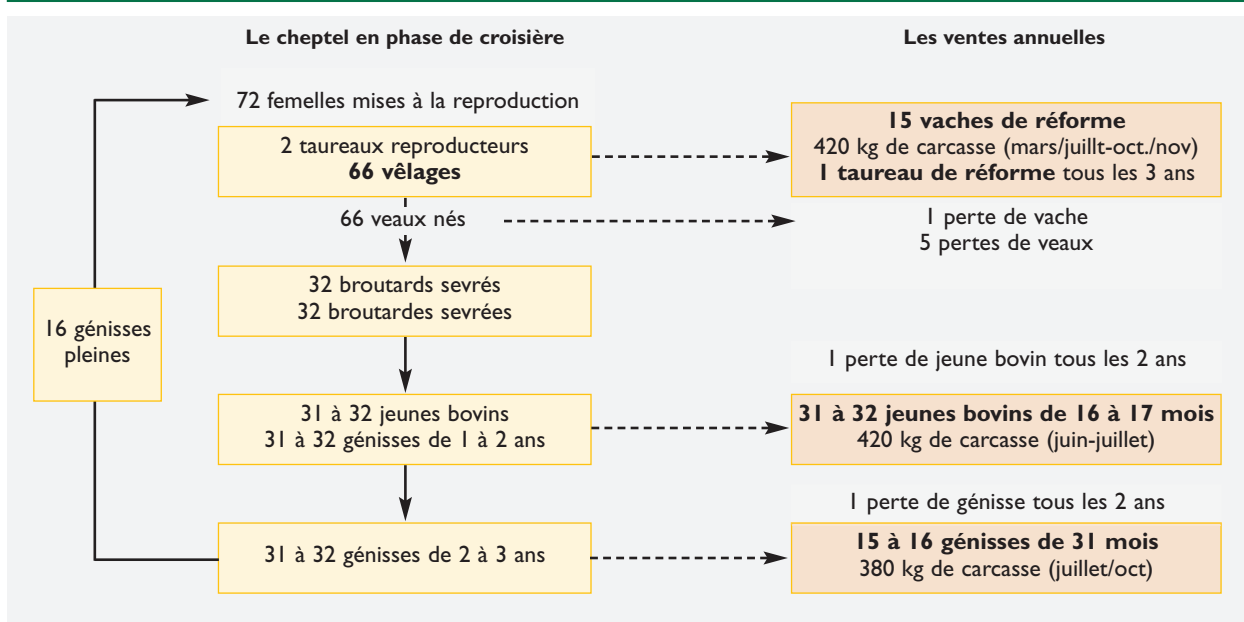 Le cheptel en phase de croisière
Les ventes annuelles
72 femelles mises à la reproduction
2 taureaux reproducteurs
66 vêlages
15 vaches de réforme
420 kg de carcasse (mars/juillt-oct./nov)
1 taureau de réforme tous les 3 ans
66 veaux nés
1 perte de vache
5 pertes de veaux
32 broutards sevrés
32 broutardes sevrées
16 génisses
pleines
1 perte de jeune bovin tous les 2 ans
31 à 32 jeunes bovins
31 à 32 génisses de 1 à 2 ans
31 à 32 jeunes bovins de 16 à 17 mois
420 kg de carcasse (juin-juillet)
1 perte de génisse tous les 2 ans
31 à 32 génisses de 2 à 3 ans
15 à 16 génisses de 31 mois
380 kg de carcasse (juillet/oct)